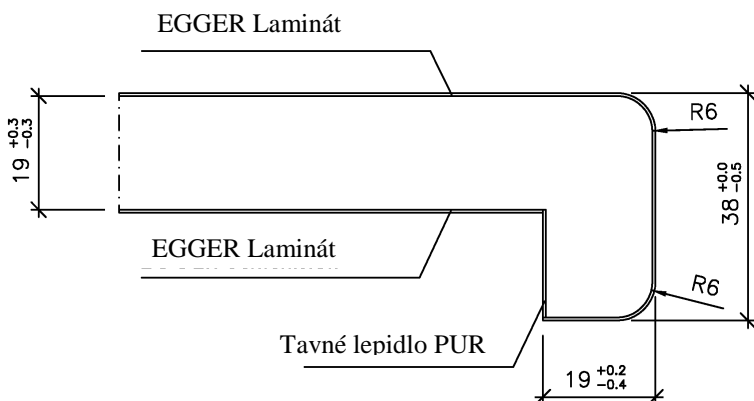 EGGER Laminát
R6
19 +0.3 -0.3
38 +0.0 -0.5
EGGER Laminát
R6
Tavné lepidlo PUR
19 +0.2 -0.4